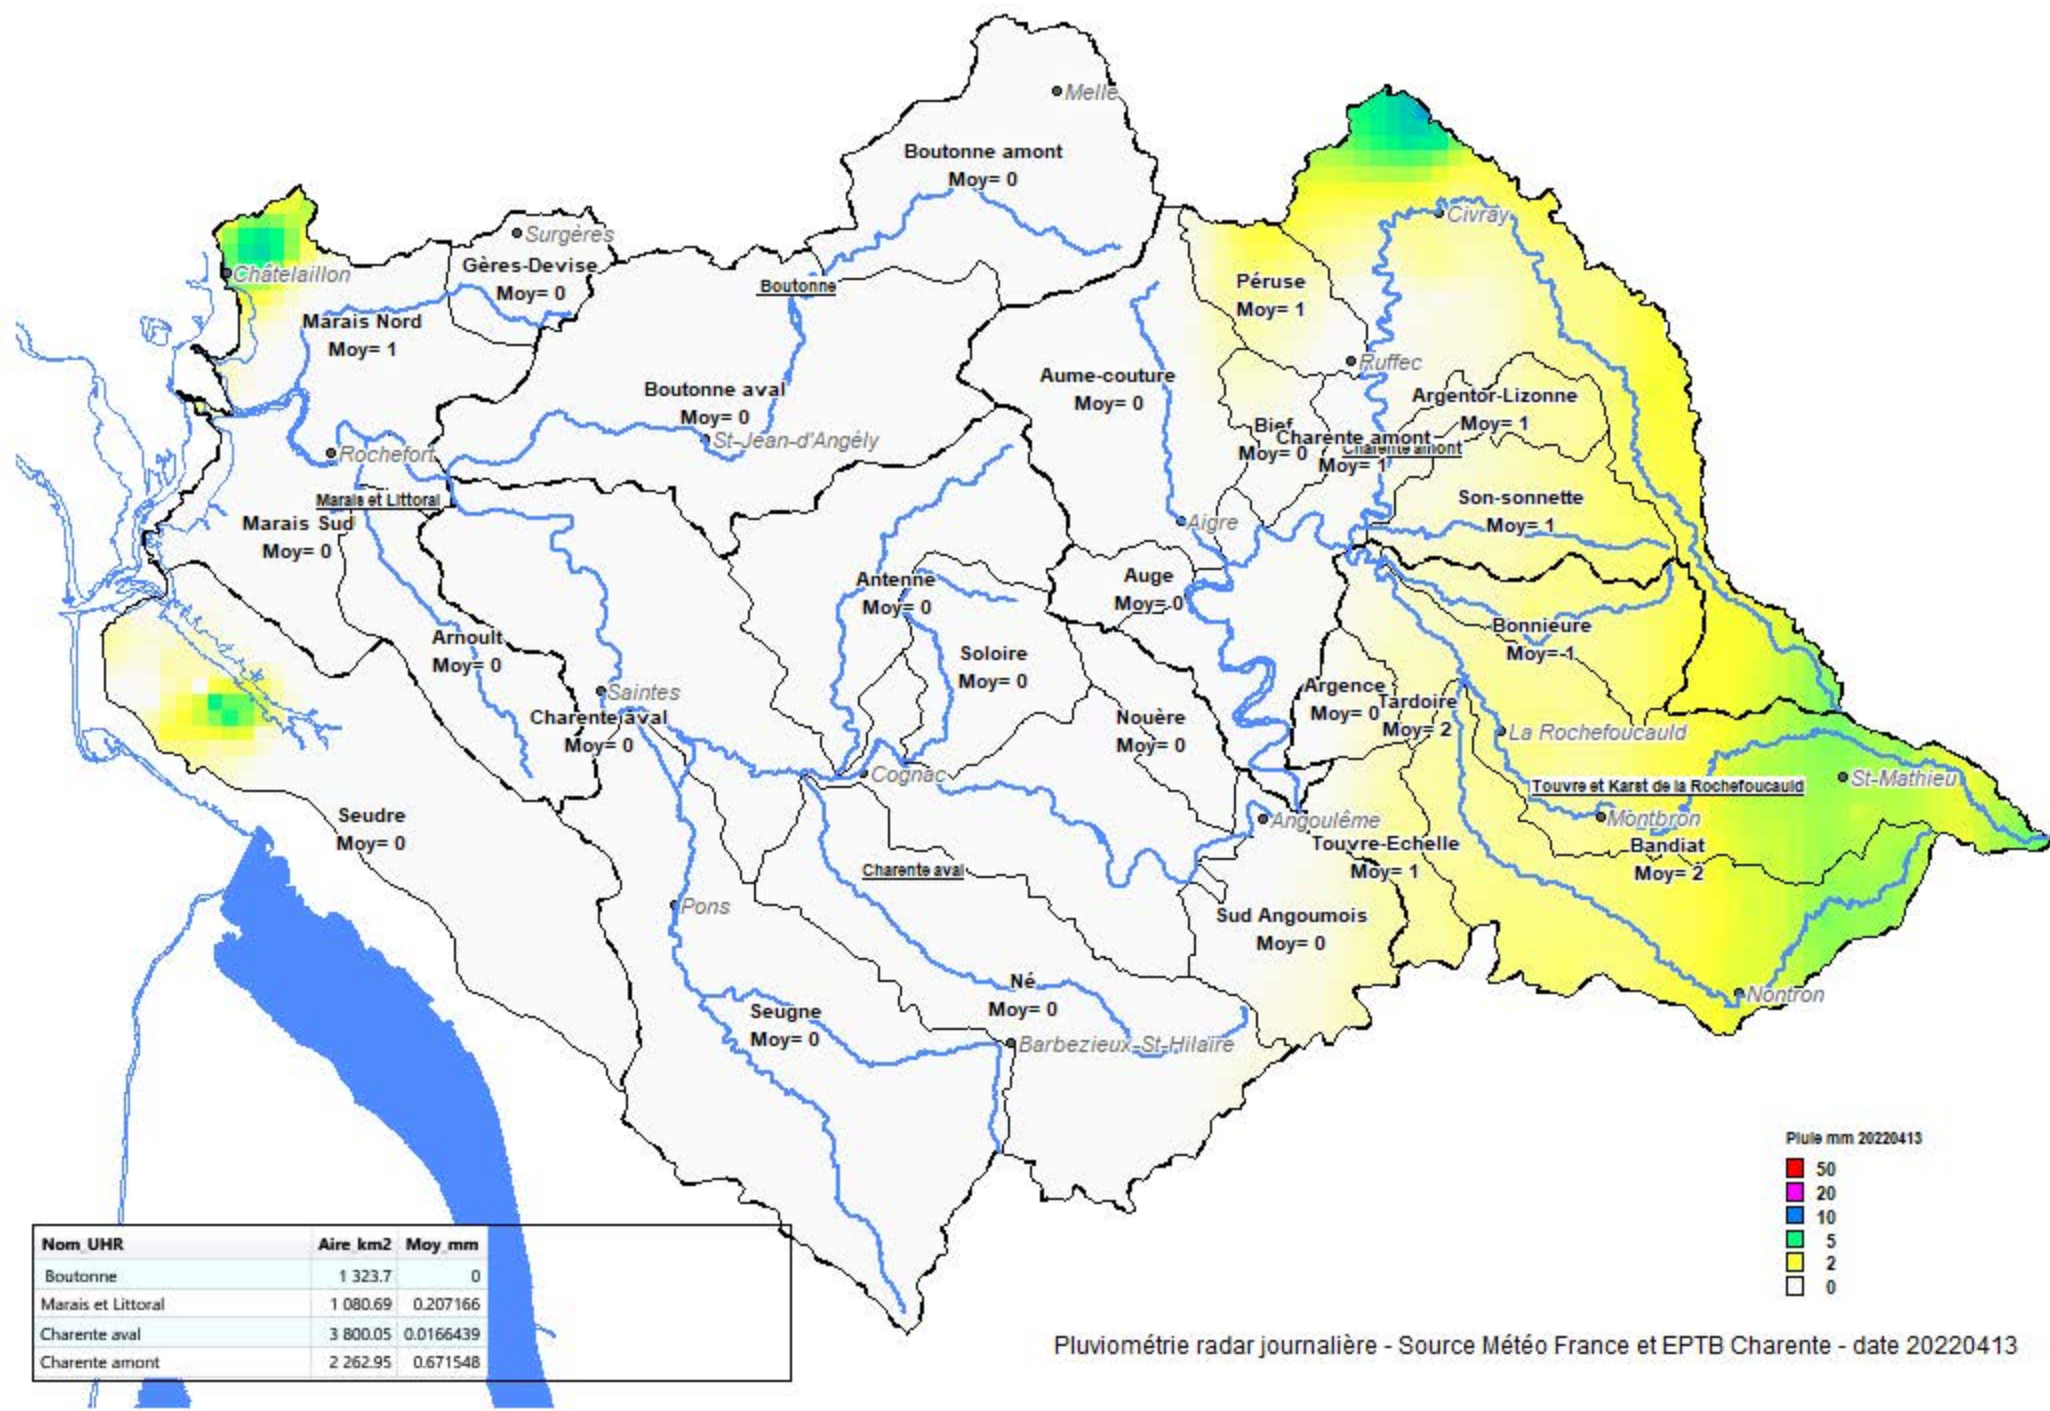 Melle
Boutonne amont
Moy= 0
Civray
Surgères
Gères-Devise
Moy= 0
Châtelaillon
Boutonne
Péruse
Moy= 1
Marais Nord
Moy= 1
Ruffec
Aume-couture
Moy= 0
Boutonne aval
Moy= 0
St-Jean-d'Angély
Argentor-Lizonne
Moy= 1
Bief
Moy= 0
Charente amont
Moy= 1
Charente amont
Rochefort
Marais et Littoral
Marais Sud
Moy= 0
Son-sonnette
Moy= 1
Aigre
Antenne
Moy= 0
Auge
Moy= 0
Bonnieure
Moy= 1
Arnoult
Moy= 0
Soloire
Moy= 0
Saintes
Charente aval
Moy= 0
Nouère
Moy= 0
Argence
Moy= 0
Tardoire
Moy= 2
La Rochefoucauld
Cognac
Touvre et Karst de la Rochefoucauld
St-Mathieu
Seudre
Moy= 0
Angoulême
Montbron
Touvre-Echelle
Moy= 1
Bandiat
Moy= 2
Charente aval
Pons
Sud Angoumois
Moy= 0
Né
Moy= 0
Nontron
Seugne
Moy= 0
Barbezieux-St-Hilaire
Pluie mm 20220413
50
20
10
5
2
0
Nom_UHR Aire_km2 Moy_mm
Boutonne 1 323.7 0
Marais et Littoral 1 080.69 0.207166
Charente aval 3 800.05 0.0166439
Charente amont 2 262.95 0.671548
Pluviométrie radar journalière - Source Météo France et EPTB Charente - date 20220413